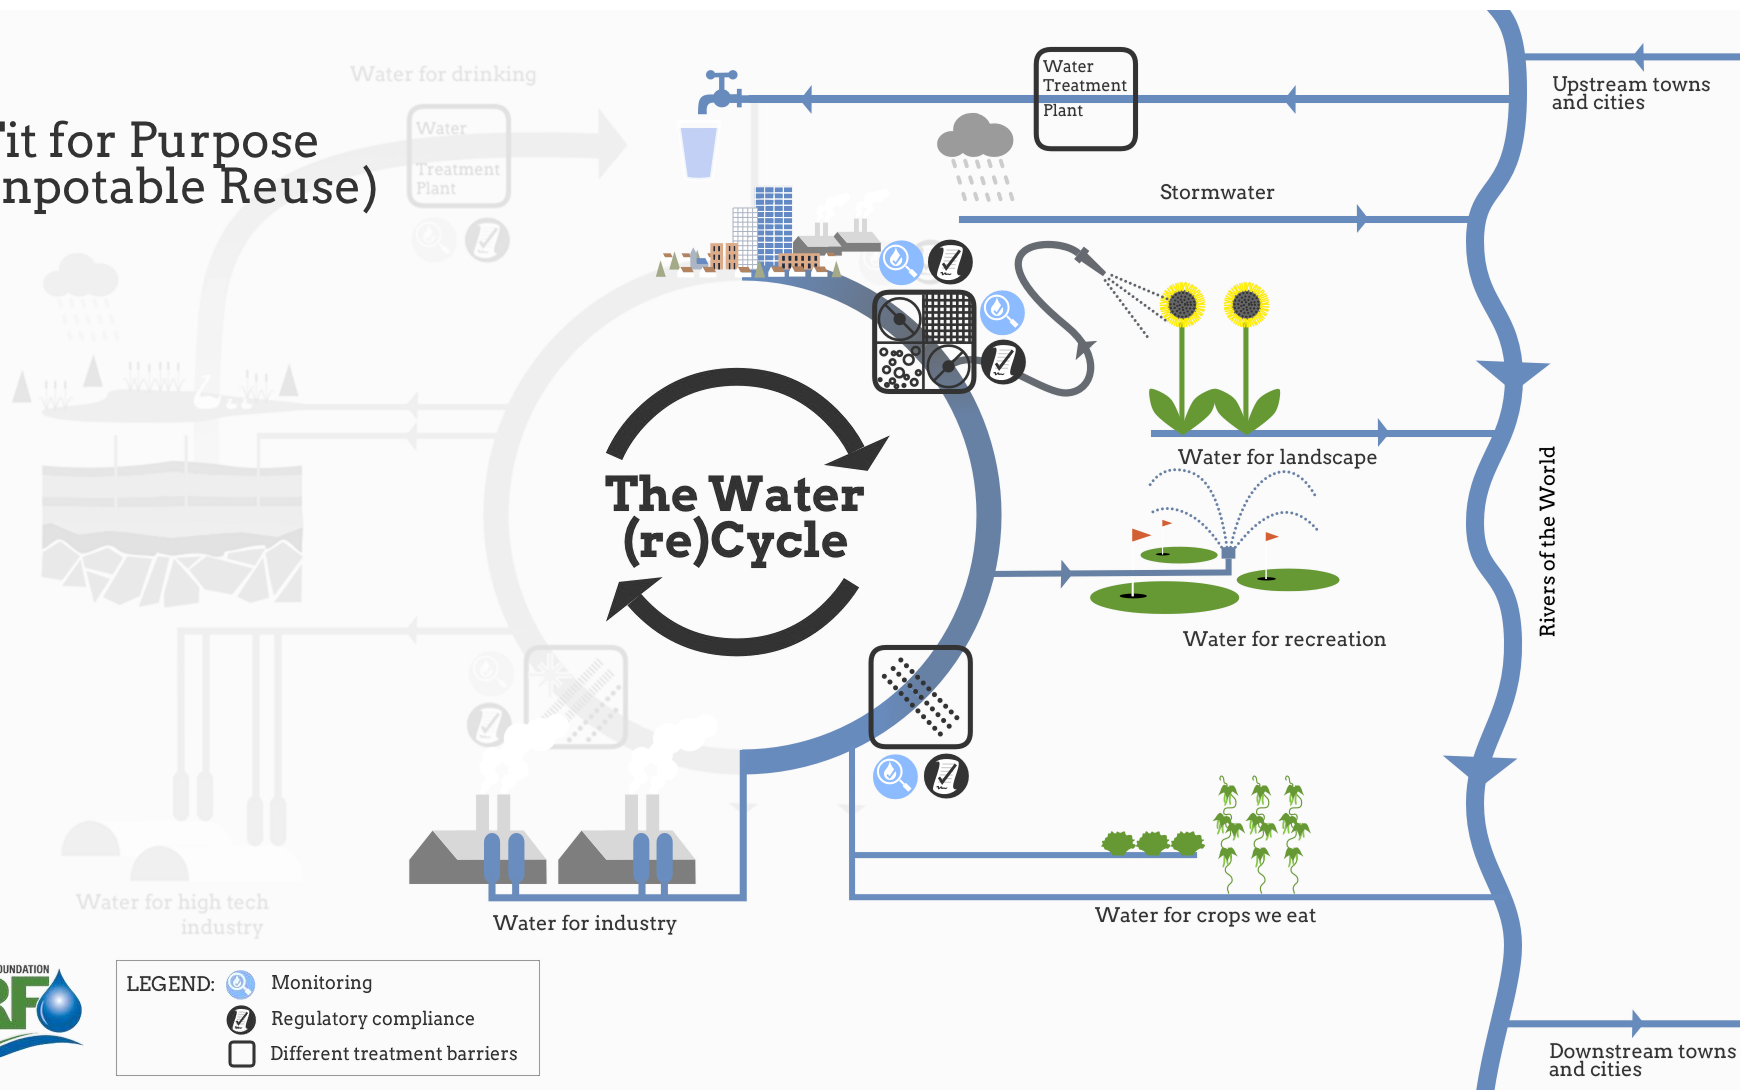 Water for drinking
Water
Treatment
Plant
it for Purpose
npotable Reuse)
Water
Treatment
Plant
Upstream towns
and cities
Stormwater
The Water
(re)Cycle
Water for landscape
Rivers of the World
Water for recreation
Water for high tech
industry
Water for industry
Water for crops we eat
OUNDATION
RF
LEGEND:
Monitoring
Regulatory compliance
Different treatment barriers
Downstream towns
and cities